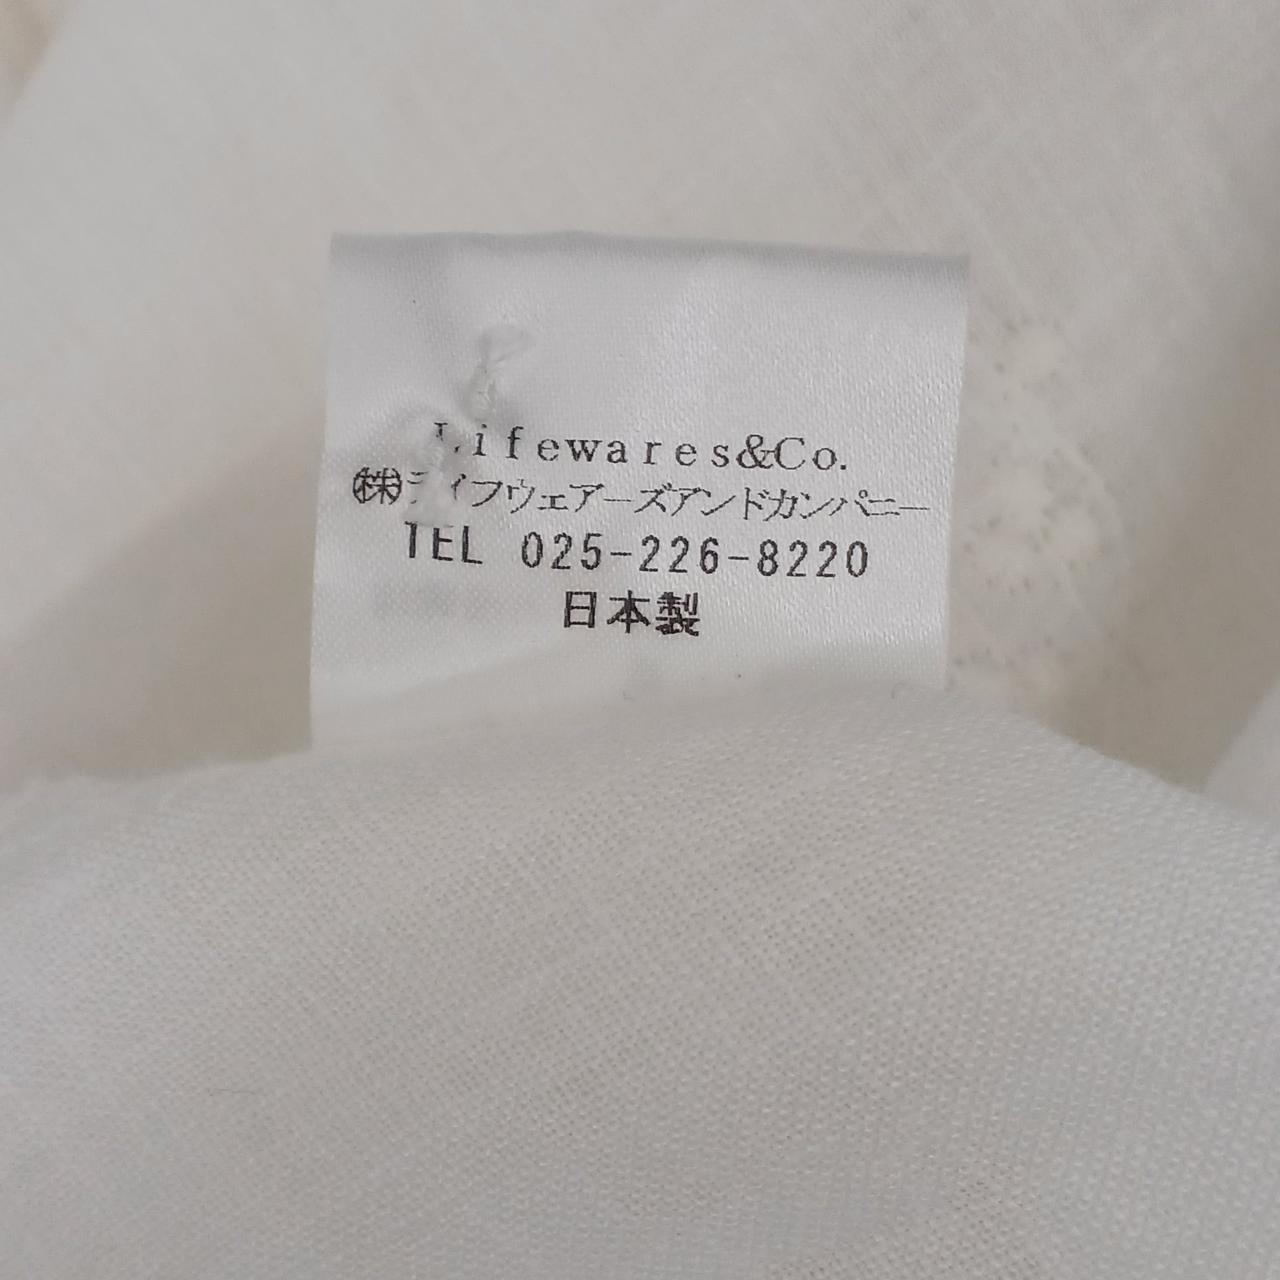 Lifewares&Co.
㈱ライフウェアーズアンドカンパニー
TEL 025-226-8220
日本製